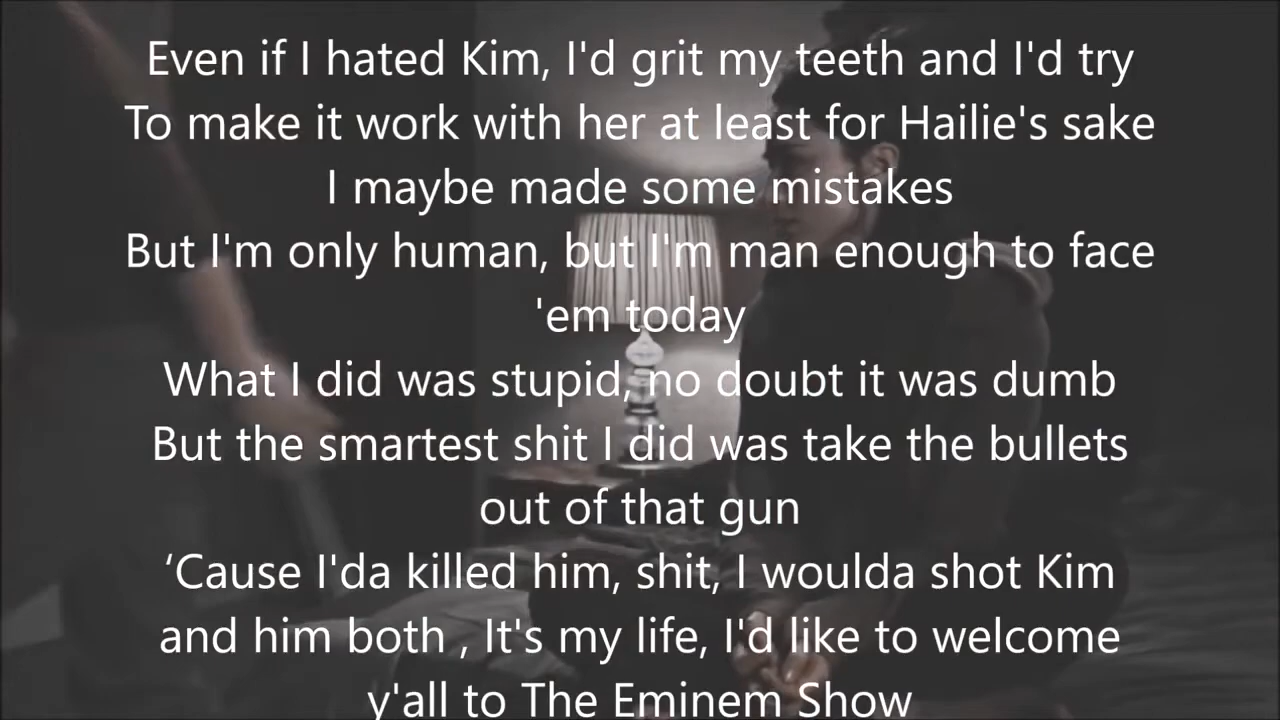 Even if I hated Kim, I'd grit my teeth and I'd try
To make it work with her at least for Hailie's sake
I maybe made some mistakes
But I'm only human, but I'm man enough to face
'em today
What I did was stupid, no doubt it was dumb
But the smartest shit I did was take the bullets
out of that gun
‘Cause I'da killed him, shit, I woulda shot Kim
and him both , It's my life, I'd like to welcome
y'all to The Eminem Show